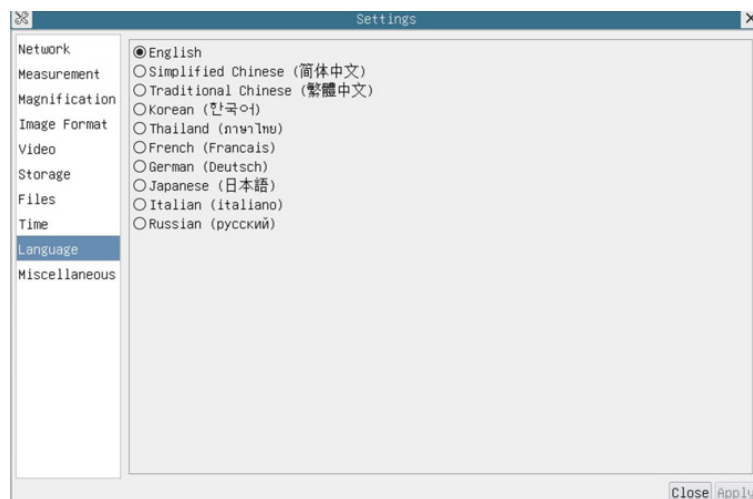 Settings
Network
Measurement
Magnification
Image Format
Video
Storage
Files
Time
Language
Miscellaneous
English
Simplified Chinese (简体中文)
Traditional Chinese (繁體中文)
Korean (한국어)
Thailand (ภาษาไทย)
French (Francais)
German (Deutsch)
Japanese (日本語)
Italian (italiano)
Russian (русский)
Close Apply